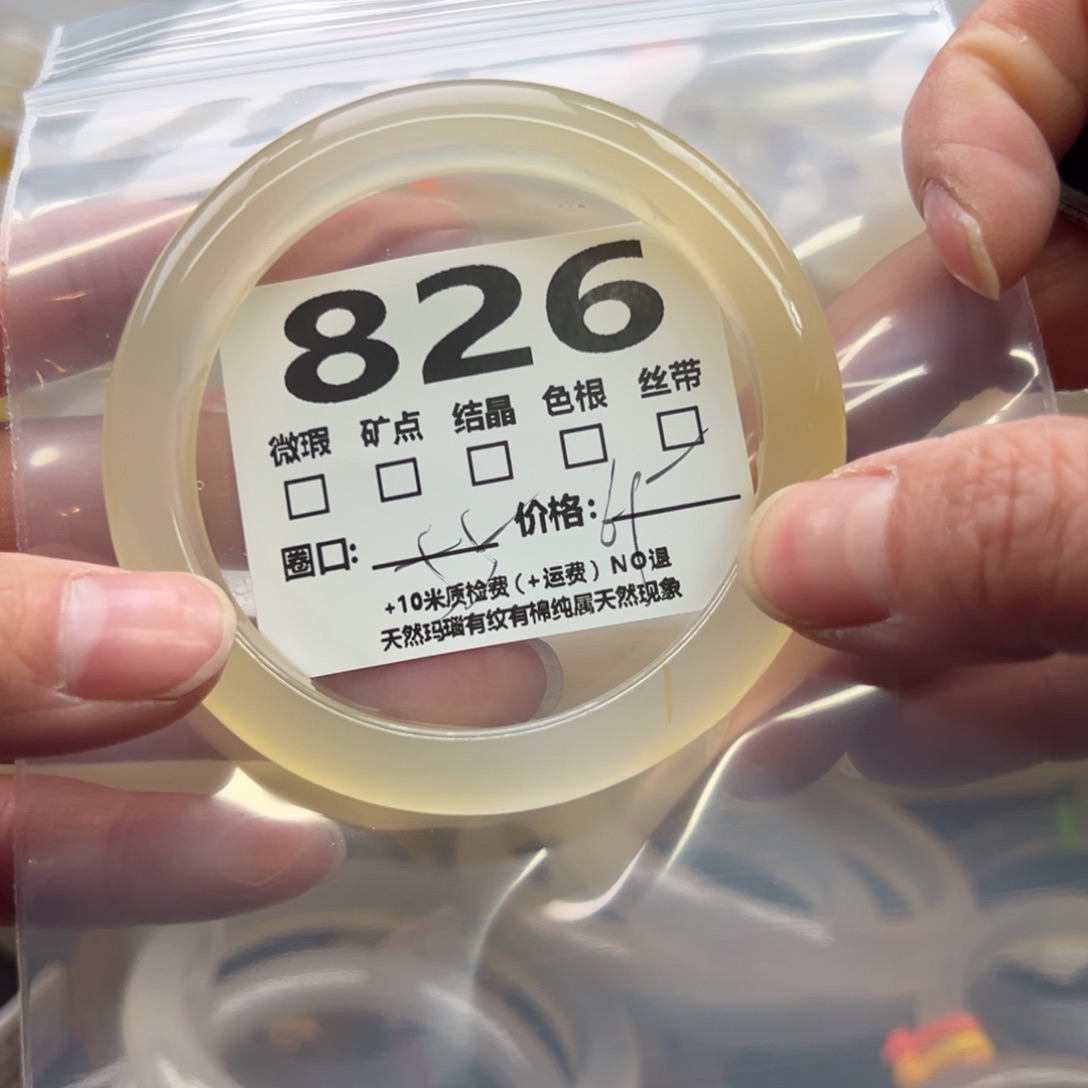 826
微瑕 矿点 结晶 色根 丝带
圈口: 价格:
+10米质检费(+运费) NO退
天然玛瑙有纹有棉纯属天然现象